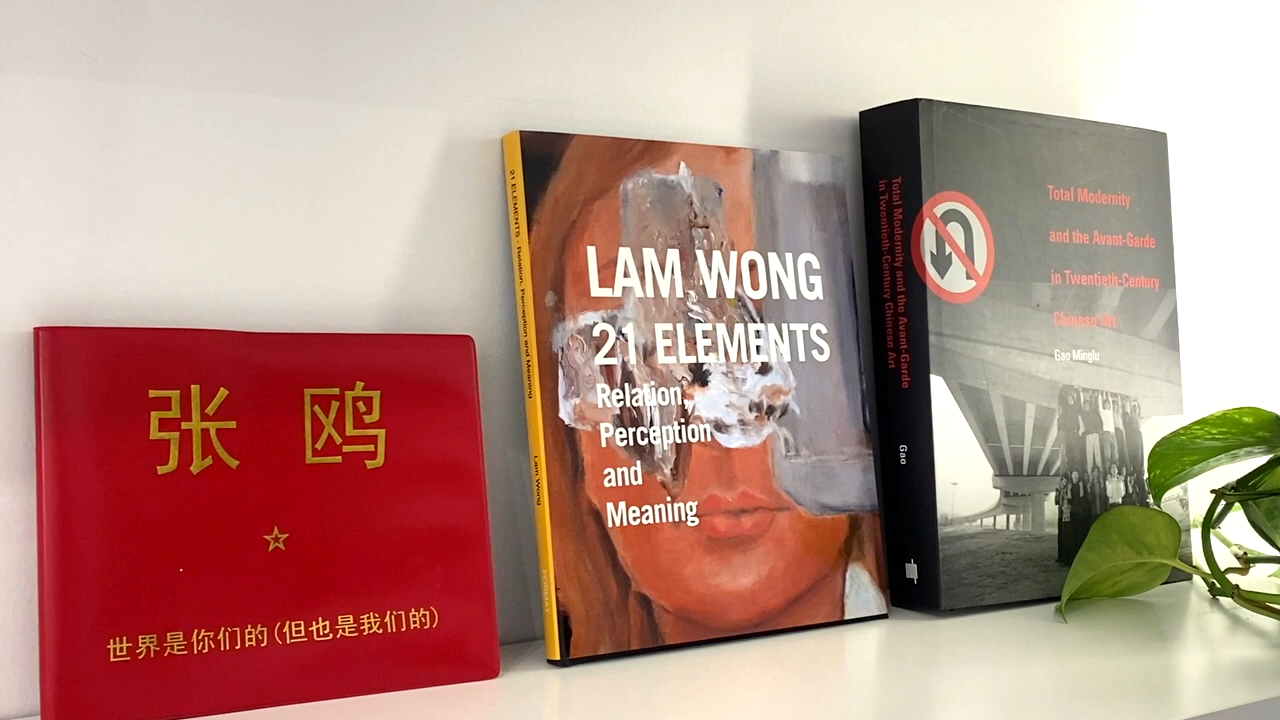 张 鸥
世界是你们的(但也是我们的)
21 ELEMENTS - Relation, Perception and Meaning
Lam Wong
LAM WONG
21 ELEMENTS
Relation,
Perception
and
Meaning
Total Modernity and the Avant-Garde
in Twentieth-Century Chinese Art
Gao
Total Modernity
and the Avant-Garde
in Twentieth-Century
Chinese Art
Gao Minglu